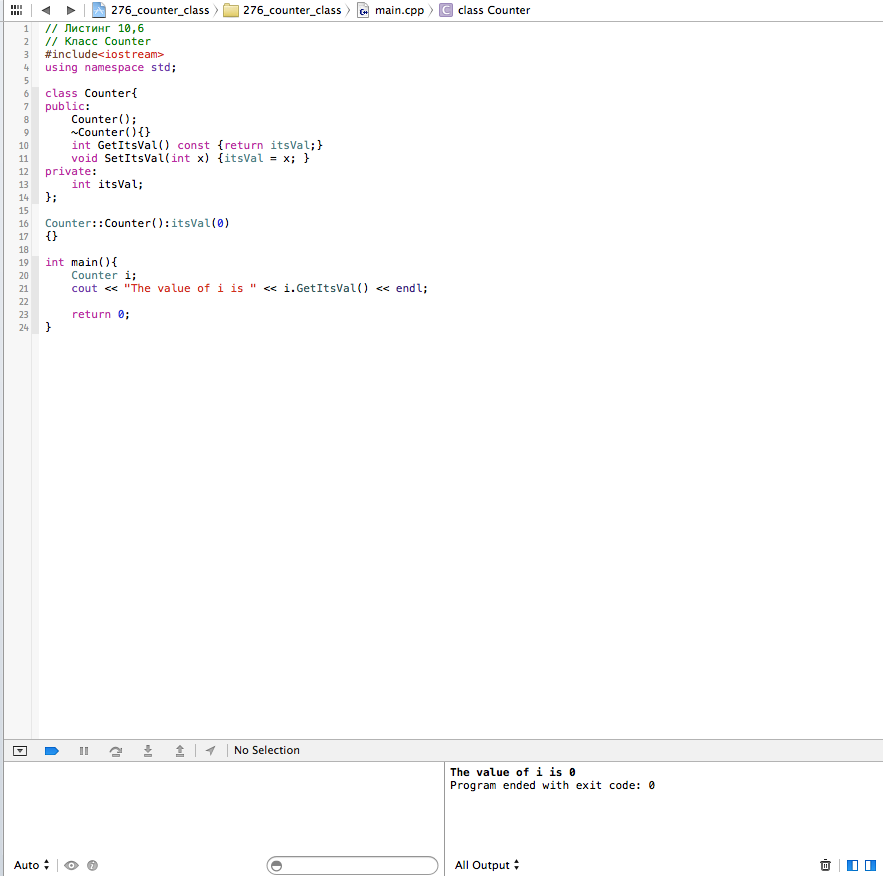 276_counter_class 276_counter_class main.cpp C class Counter
1 // Листинг 10,6
2 // Класс Counter
3 #include<iostream>
4 using namespace std;
5
6 class Counter{
7 public:
8 Counter();
9 ~Counter(){}
10 int GetItsVal() const {return itsVal;}
11 void SetItsVal(int x) {itsVal = x; }
12 private:
13 int itsVal;
14 };
15
16 Counter::Counter():itsVal(0)
17 {}
18
19 int main(){
20 Counter i;
21 cout << "The value of i is " << i.GetItsVal() << endl;
22
23 return 0;
24 }
No Selection
The value of i is 0
Program ended with exit code: 0
Auto
All Output